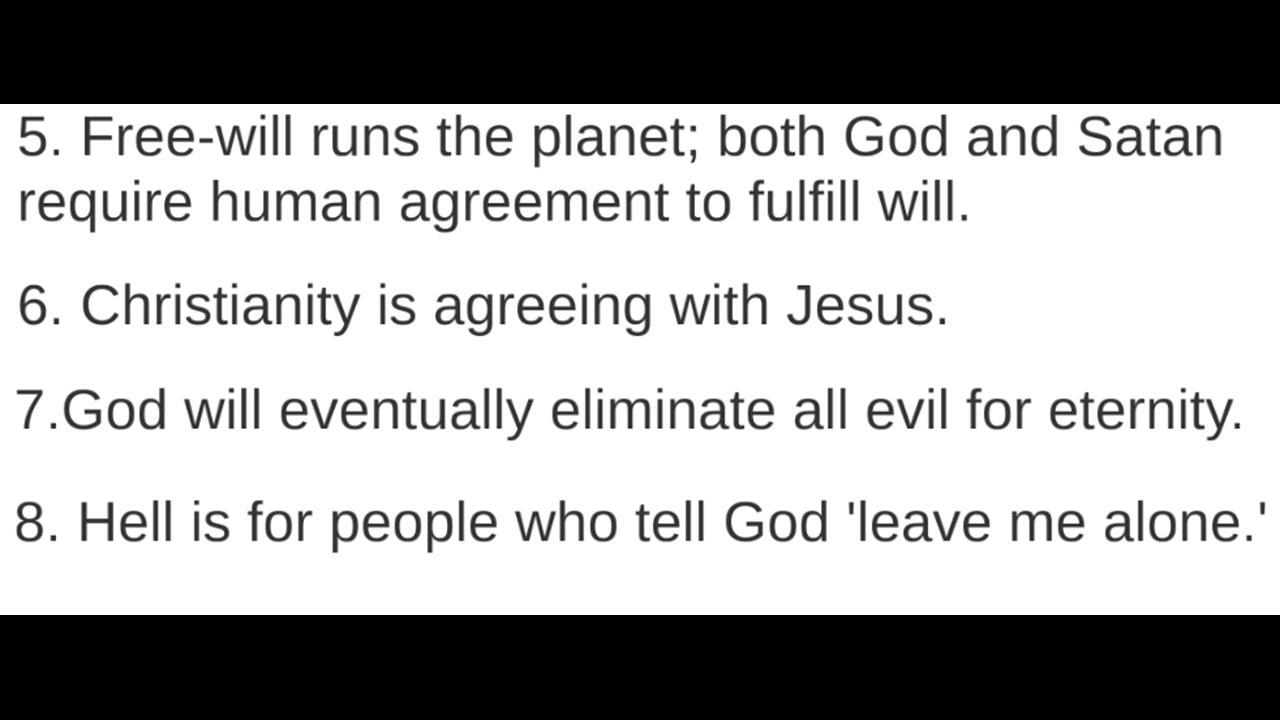 5. Free-will runs the planet; both God and Satan
require human agreement to fulfill will.
6. Christianity is agreeing with Jesus.
7.God will eventually eliminate all evil for eternity.
8. Hell is for people who tell God 'leave me alone.'